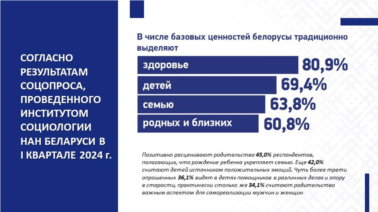 СОГЛАСНО
РЕЗУЛЬТАТАМ
СОЦОПРОСА,
ПРОВЕДЕННОГО
ИНСТИТУТОМ
СОЦИОЛОГИИ
НАН БЕЛАРУСИ В
I КВАРТАЛЕ 2024 г.
В числе базовых ценностей белорусы традиционно
выделяют
здоровье 80,9%
детей 69,4%
семью 63,8%
родных и близких 60,8%
Позитивно расценивают родительство 45,0% респондентов,
полагающих, что рождение ребенка укрепляет семью. Еще 42,0%
считают детей источником положительных эмоций. Чуть более трети
опрошенных 36,1% видят в детях помощников в различных делах и опору
в старости, практически столько же 34,1% считают родительство
важным аспектом для самореализации мужчин и женщин